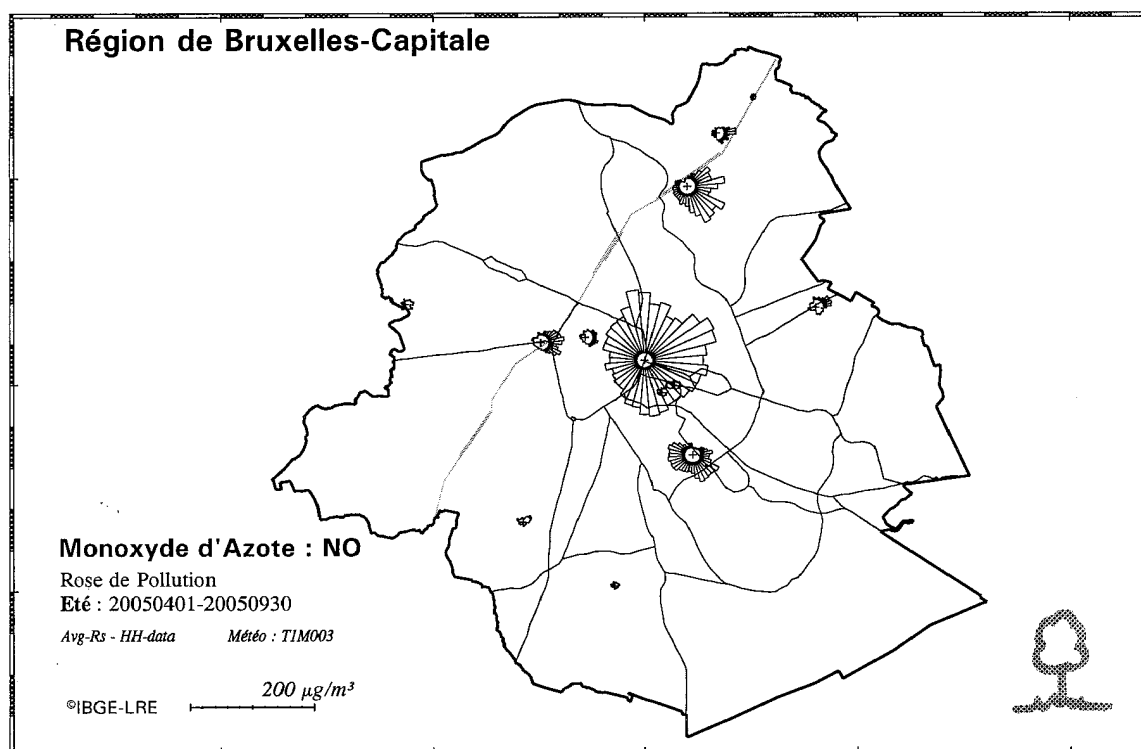 Région de Bruxelles-Capitale
Monoxyde d'Azote : NO
Rose de Pollution
Eté : 20050401-20050930
Avg-Rs - HH-data Météo : T1M003
200 µg/m³
©IBGE-LRE